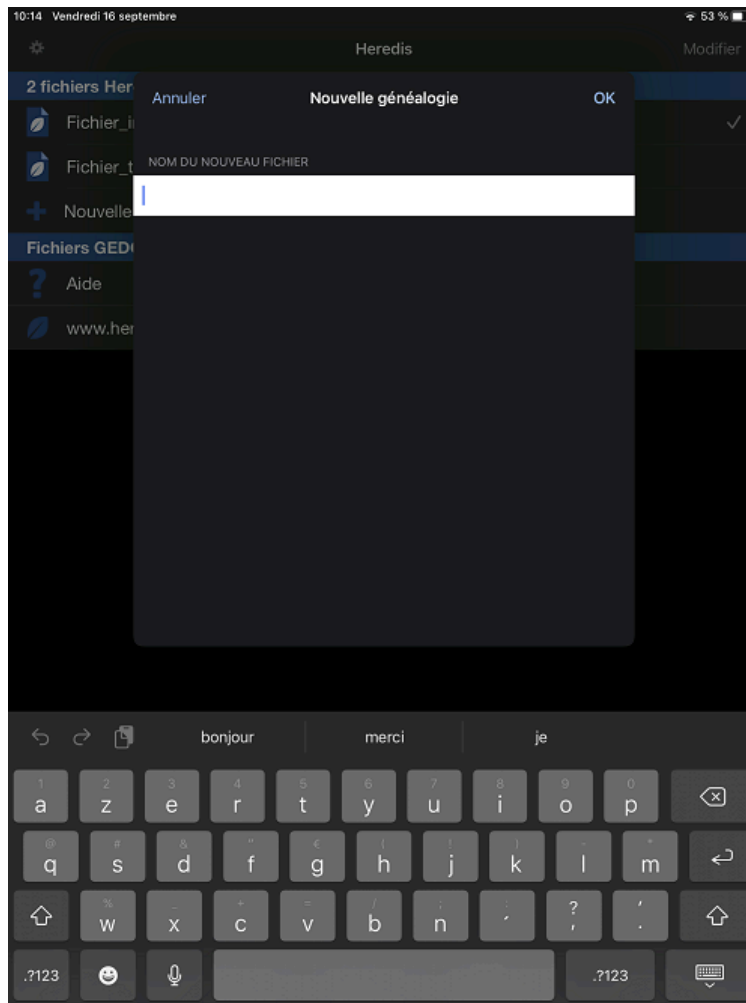 10:14 Vendredi 16 septembre 53 %
Heredis Modifier
2 fichiers Her
Annuler Nouvelle généalogie OK
Fichier_i
Fichier_t
NOM DU NOUVEAU FICHIER
Nouvelle
Fichiers GED
Aide
www.her
bonjour merci je
1 2 3 4 5 6 7 8 9 0
a z e r t y u i o p
@ # & " € ( ! ) - *
q s d f g h j k l m
% _ + = / ; : ? '
w x c v b n ´ , .
.?123 .?123